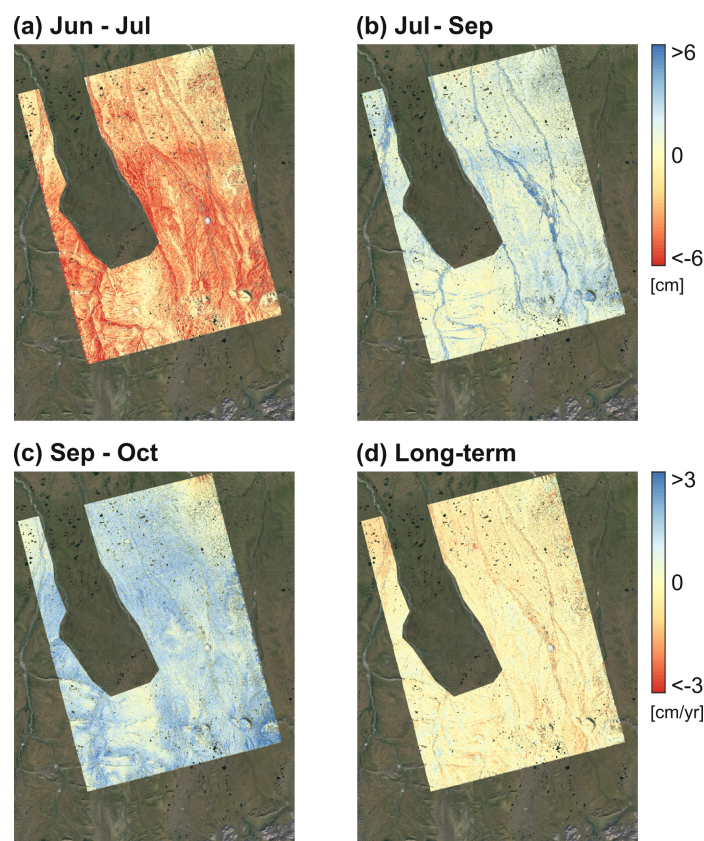 (a) Jun - Jul
(b) Jul - Sep
>6
0
<-6
[cm]
(c) Sep - Oct
(d) Long-term
>3
0
<-3
[cm/yr]